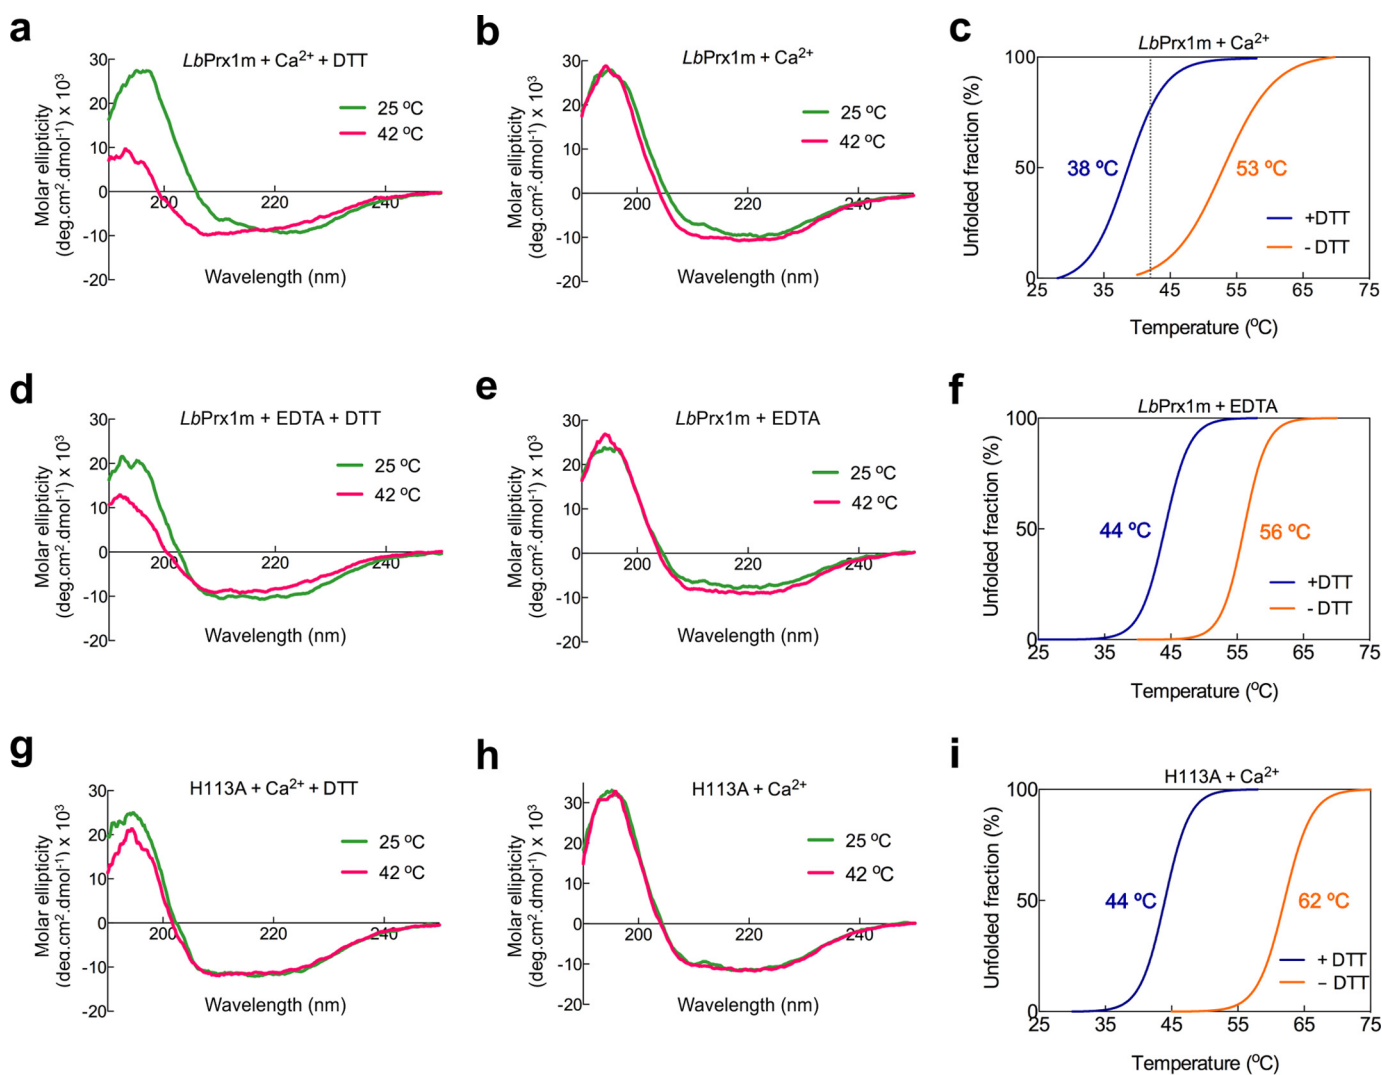 a
LbPrx1m + Ca²⁺ + DTT
Molar ellipticity
(deg.cm².dmol⁻¹) x 10³
30
20
10
0
-10
-20
200
220
240
25 ºC
42 ºC
Wavelength (nm)
b
LbPrx1m + Ca²⁺
Molar ellipticity
(deg.cm².dmol⁻¹) x 10³
30
20
10
0
-10
-20
200
220
240
25 ºC
42 ºC
Wavelength (nm)
c
LbPrx1m + Ca²⁺
Unfolded fraction (%)
100
50
0
38 ºC
53 ºC
+DTT
- DTT
25
35
45
55
65
75
Temperature (ºC)
d
LbPrx1m + EDTA + DTT
Molar ellipticity
(deg.cm².dmol⁻¹) x 10³
30
20
10
0
-10
-20
200
220
240
25 ºC
42 ºC
Wavelength (nm)
e
LbPrx1m + EDTA
Molar ellipticity
(deg.cm².dmol⁻¹) x 10³
30
20
10
0
-10
-20
200
220
240
25 ºC
42 ºC
Wavelength (nm)
f
LbPrx1m + EDTA
Unfolded fraction (%)
100
50
0
44 ºC
56 ºC
+DTT
- DTT
25
35
45
55
65
75
Temperature (ºC)
g
H113A + Ca²⁺ + DTT
Molar ellipticity
(deg.cm².dmol⁻¹) x 10³
30
20
10
0
-10
-20
200
220
240
25 ºC
42 ºC
Wavelength (nm)
h
H113A + Ca²⁺
Molar ellipticity
(deg.cm².dmol⁻¹) x 10³
30
20
10
0
-10
-20
200
220
240
25 ºC
42 ºC
Wavelength (nm)
i
H113A + Ca²⁺
Unfolded fraction (%)
100
50
0
44 ºC
62 ºC
+ DTT
– DTT
25
35
45
55
65
75
Temperature (ºC)